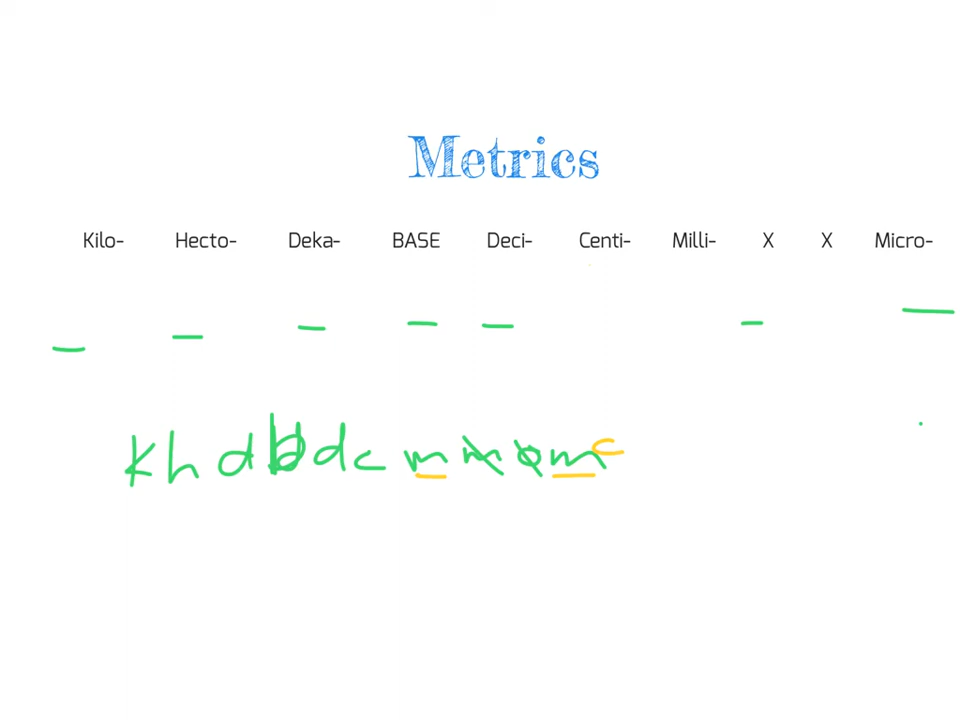 Metrics
Kilo- Hecto- Deka- BASE Deci- Centi- Milli- X X Micro-
k h d b d c m m